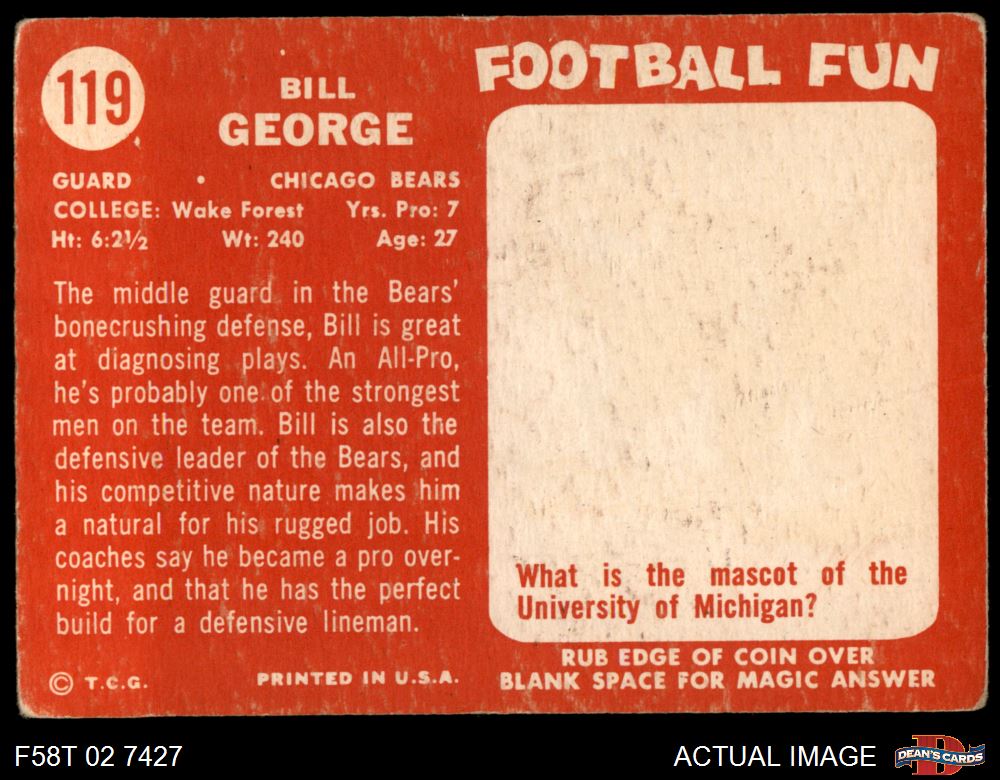 119
BILL
GEORGE
GUARD • CHICAGO BEARS
COLLEGE: Wake Forest Yrs. Pro: 7
Ht: 6:2½ Wt: 240 Age: 27
The middle guard in the Bears'
bonecrushing defense, Bill is great
at diagnosing plays. An All-Pro,
he's probably one of the strongest
men on the team. Bill is also the
defensive leader of the Bears, and
his competitive nature makes him
a natural for his rugged job. His
coaches say he became a pro over-
night, and that he has the perfect
build for a defensive lineman.
© T.C.G. PRINTED IN U.S.A.
FOOTBALL FUN
What is the mascot of the
University of Michigan?
RUB EDGE OF COIN OVER
BLANK SPACE FOR MAGIC ANSWER
F58T 02 7427
ACTUAL IMAGE
D
DEAN'S CARDS